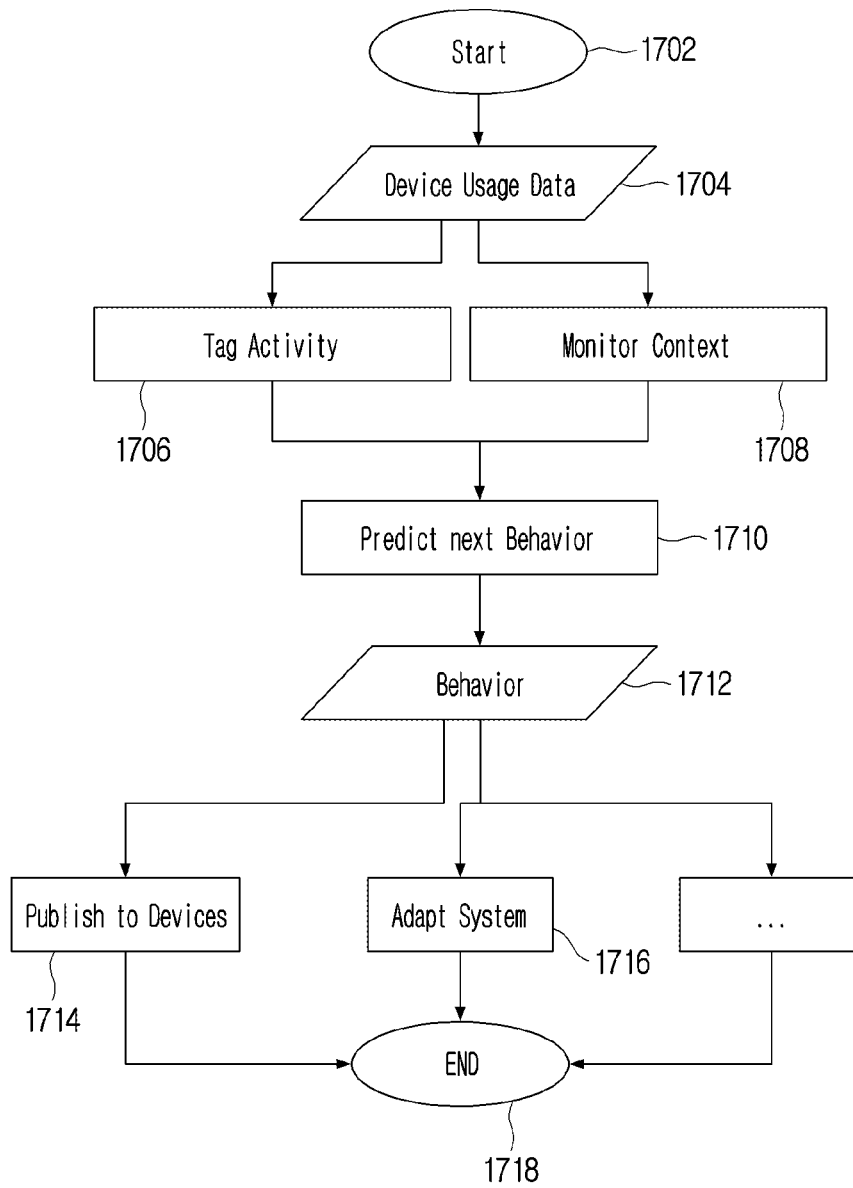 Start
1702
Device Usage Data
1704
Tag Activity
Monitor Context
1706
1708
Predict next Behavior
1710
Behavior
1712
Publish to Devices
Adapt System
...
1714
1716
END
1718